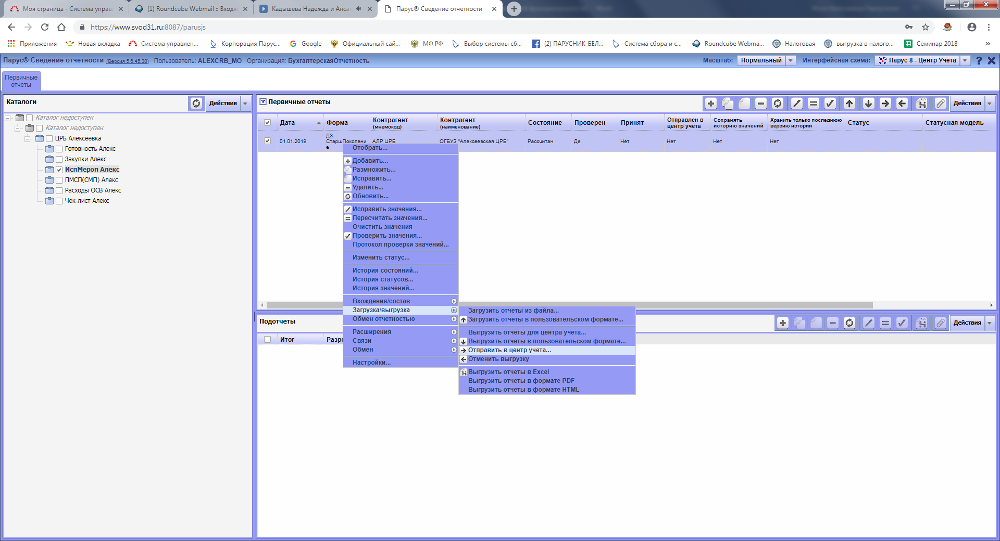 Моя страница - Система управл
(1) Roundcube Webmail :: Входя
Кадышева Надежда и Анса
Парус® Сведение отчетности
https://www.svod31.ru:8087/parusjs
Приложения
Новая вкладка
Система управлен...
Корпорация Парус...
Google
Официальный сай...
МФ РФ
Выбор системы сб...
(2) ПАРУСНИК-БЕЛ...
Система сбора и с...
Roundcube Webma...
Налоговая
выгрузка в налого...
Семинар 2018
»
Парус® Сведение отчетности (Версия 5.6.45.30) Пользователь: ALEXCRB_MO Организация: БухгалтерскаяОтчетность
Масштаб: Нормальный
Интерфейсная схема: Парус 8 - Центр Учета
?
Первичные
отчеты
Каталоги
Действия
Каталог недоступен
Каталог недоступен
ЦРБ Алексеевка
Готовность Алекс
Закупки Алекс
ИспМероп Алекс
ПМСП(СМП) Алекс
Расходы ОСВ Алекс
Чек-лист Алекс
Первичные отчеты
XLS
Действия
Дата
Форма
Контрагент
(мнемокод)
Контрагент
(наименование)
Состояние
Проверен
Принят
Отправлен в
центр учета
Сохранять
историю значений
Хранить только последнюю
версию истории
Статус
Статусная модель
01.01.2019
ДЗ
СтаршПоколени
е
АЛР ЦРБ
ОГБУЗ "Алексеевская ЦРБ"
Рассчитан
Да
Нет
Нет
Нет
Нет
Отобрать...
Добавить...
Размножить...
Исправить...
Удалить...
Обновить...
Исправить значения...
Пересчитать значения...
Очистить значения
Проверить значения...
Протокол проверки значений...
Изменить статус...
История состояний...
История статусов...
История значений...
Вхождения/состав
Загрузка/выгрузка
Обмен отчетностью
Расширения
Связи
Обмен
Настройки...
Загрузить отчеты из файла...
Загрузить отчеты в пользовательском формате...
Выгрузить отчеты для центра учета...
Выгрузить отчеты в пользовательском формате...
Отправить в центр учета...
Отменить выгрузку
Выгрузить отчеты в Excel
Выгрузить отчеты в формате PDF
Выгрузить отчеты в формате HTML
Подотчеты
XLS
Действия
Итог
Разре